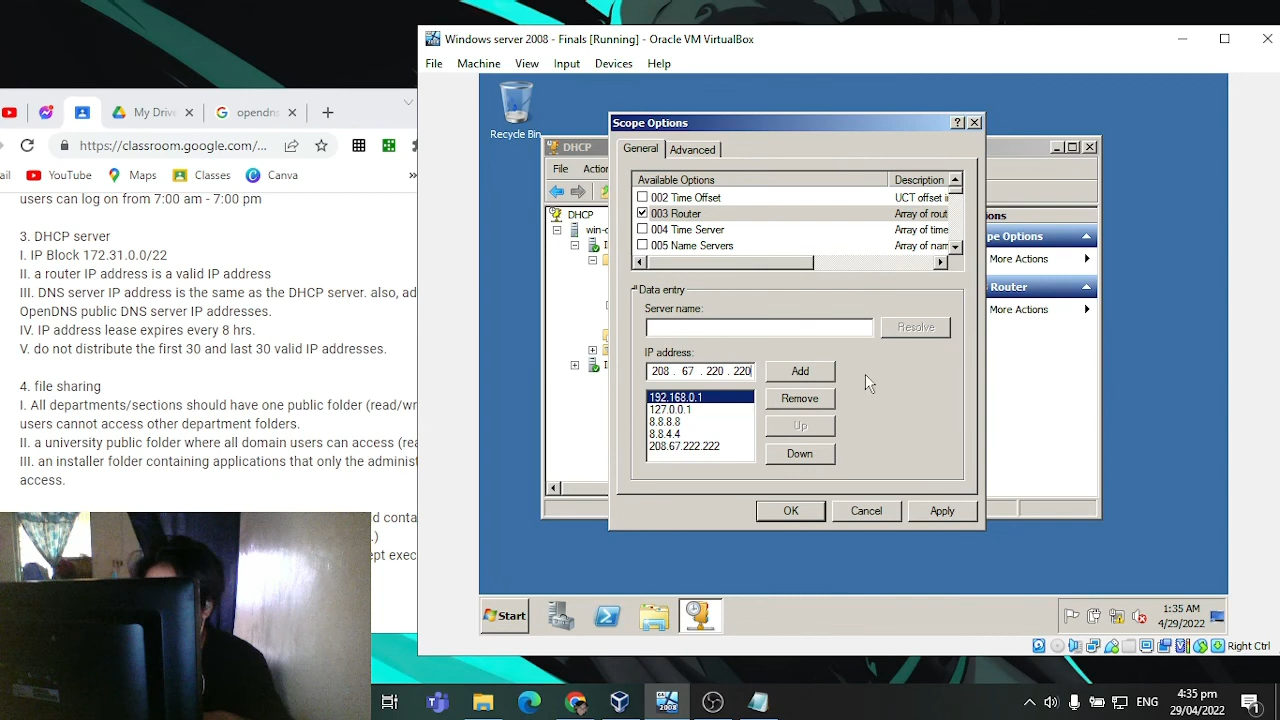 Windows server 2008 - Finals [Running] - Oracle VM VirtualBox
File Machine View Input Devices Help
My Drive
opendns
https://classroom.google.com/...
ail YouTube Maps Classes Canva »
users can log on from 7:00 am - 7:00 pm
3. DHCP server
I. IP Block 172.31.0.0/22
II. a router IP address is a valid IP address
III. DNS server IP address is the same as the DHCP server. also, ad
OpenDNS public DNS server IP addresses.
IV. IP address lease expires every 8 hrs.
V. do not distribute the first 30 and last 30 valid IP addresses.
4. file sharing
I. All departments/sections should have one public folder (read/wr
users cannot access other department folders.
II. a university public folder where all domain users can access (rea
III. an installer folder containing applications that only the administ
access.
d conta
.)
ept exec
Recycle Bin
DHCP
File Action
DHCP
win-c
ions
pe Options
More Actions
Router
More Actions
Scope Options
General Advanced
Available Options Description
002 Time Offset UCT offset i
003 Router Array of rout
004 Time Server Array of time
005 Name Servers Array of nam
Data entry
Server name:
Resolve
IP address:
208 . 67 . 220 . 220 Add
192.168.0.1 Remove
127.0.0.1
8.8.8.8 Up
8.8.4.4
208.67.222.222 Down
OK Cancel Apply
Start
1:35 AM
4/29/2022
Right Ctrl
ENG
4:35 pm
29/04/2022